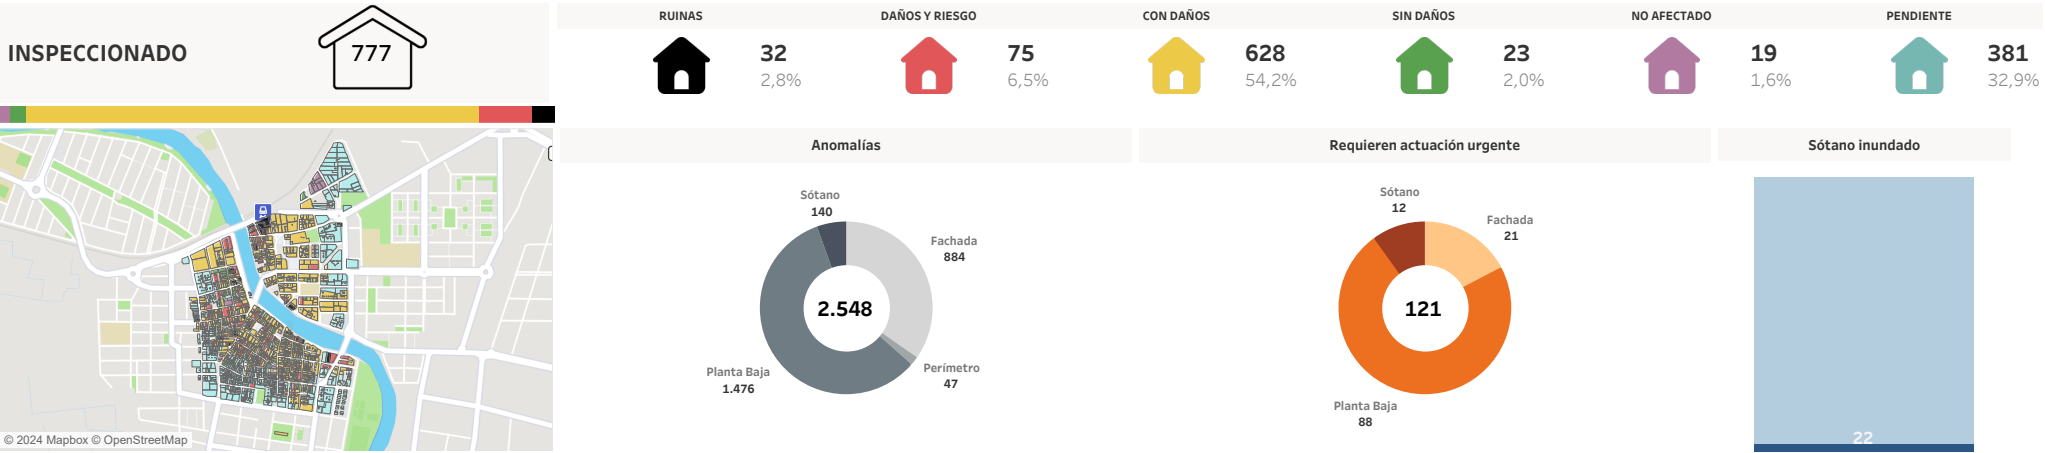 INSPECCIONADO
777
RUINAS
32
2,8%
DAÑOS Y RIESGO
75
6,5%
CON DAÑOS
628
54,2%
SIN DAÑOS
23
2,0%
NO AFECTADO
19
1,6%
PENDIENTE
381
32,9%
© 2024 Mapbox © OpenStreetMap
Anomalías
Sótano
140
Fachada
884
2.548
Perímetro
47
Planta Baja
1.476
Requieren actuación urgente
Sótano
12
Fachada
21
121
Planta Baja
88
Sótano inundado
22